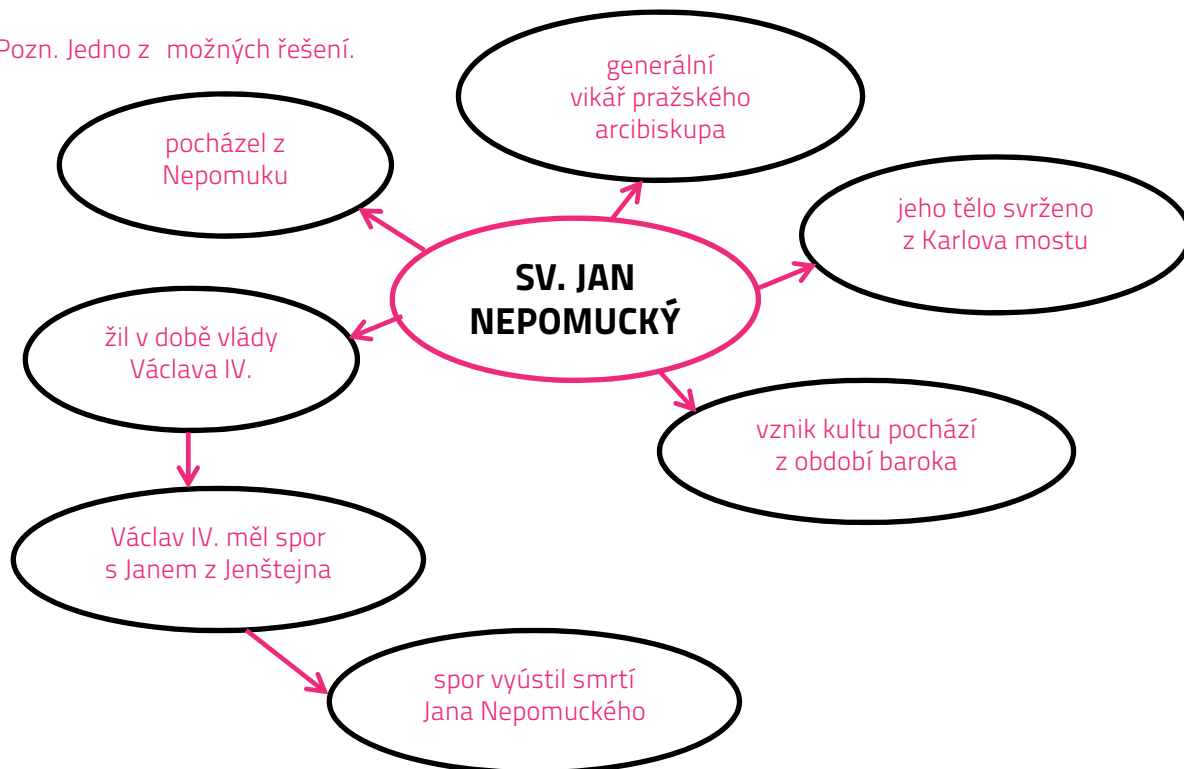 Pozn. Jedno z možných řešení.
generální
vikář pražského
arcibiskupa
pocházel z
Nepomuku
jeho tělo svrženo
z Karlova mostu
SV. JAN
NEPOMUCKÝ
žil v době vlády
Václava IV.
vznik kultu pochází
z období baroka
Václav IV. měl spor
s Janem z Jenštejna
spor vyústil smrtí
Jana Nepomuckého